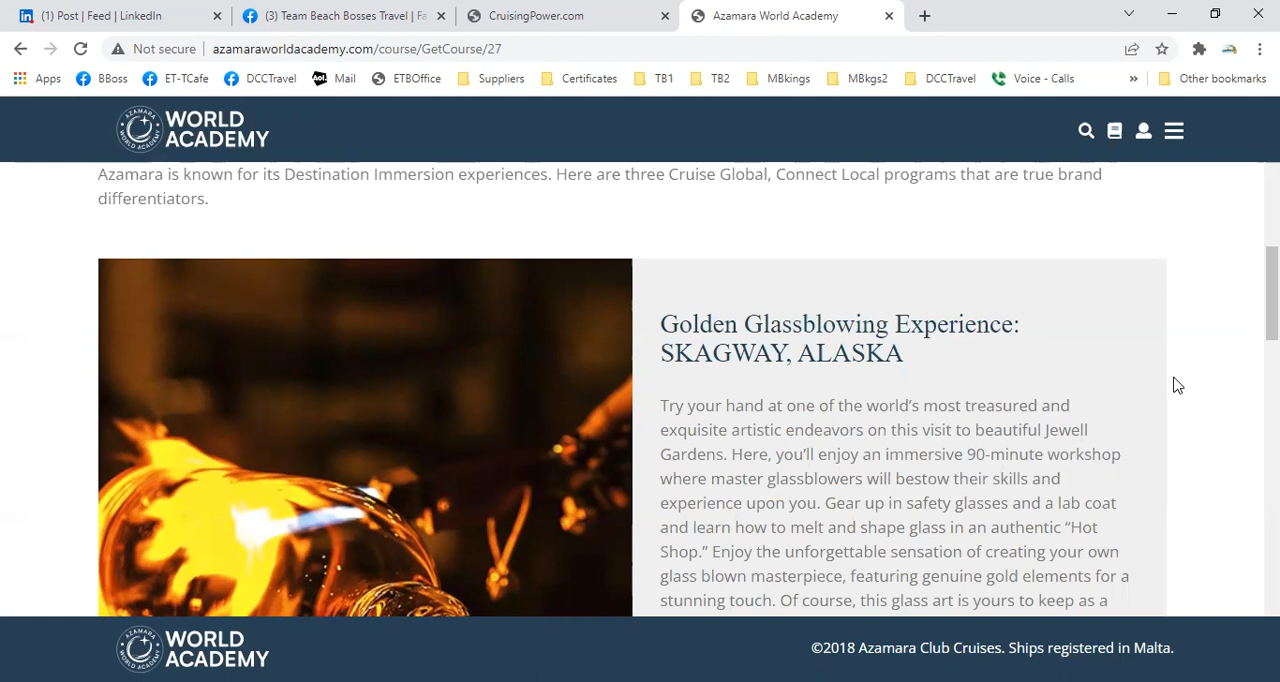 (1) Post | Feed | LinkedIn
(3) Team Beach Bosses Travel | Fa
CruisingPower.com
Azamara World Academy
Not secure
azamaraworldacademy.com/course/GetCourse/27
Apps
BBoss
ET-TCafe
DCCTravel
Aol.
Mail
ETBOffice
Suppliers
Certificates
TB1
TB2
MBkings
MBkgs2
DCCTravel
Voice - Calls
»
Other bookmarks
AZAMARA
WORLD ACADEMY
WORLD
ACADEMY
Azamara is known for its Destination Immersion experiences. Here are three Cruise Global, Connect Local programs that are true brand
differentiators.
Golden Glassblowing Experience:
SKAGWAY, ALASKA
Try your hand at one of the world’s most treasured and
exquisite artistic endeavors on this visit to beautiful Jewell
Gardens. Here, you’ll enjoy an immersive 90-minute workshop
where master glassblowers will bestow their skills and
experience upon you. Gear up in safety glasses and a lab coat
and learn how to melt and shape glass in an authentic “Hot
Shop.” Enjoy the unforgettable sensation of creating your own
glass blown masterpiece, featuring genuine gold elements for a
stunning touch. Of course, this glass art is yours to keep as a
AZAMARA
WORLD ACADEMY
WORLD
ACADEMY
©2018 Azamara Club Cruises. Ships registered in Malta.